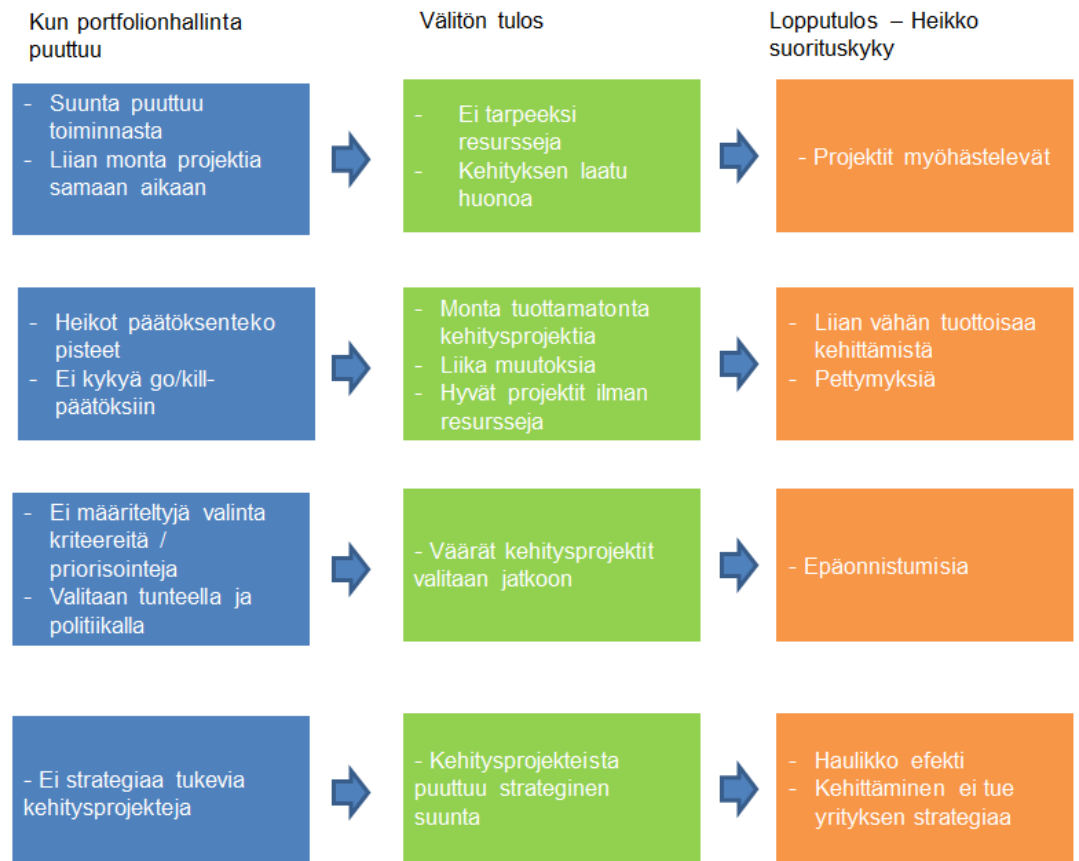 Kun portfolionhallinta
puuttuu
Välitön tulos
Lopputulos – Heikko
suorituskyky
- Suunta puuttuu
toiminnasta
- Liian monta projektia
samaan aikaan
- Ei tarpeeksi
resursseja
- Kehityksen laatu
huonoa
- Projektit myöhästelevät
- Heikot päätöksenteko
pisteet
- Ei kykyä go/kill-
päätöksiin
- Monta tuottamatonta
kehitysprojektia
- Liika muutoksia
- Hyvät projektit ilman
resursseja
- Liian vähän tuottoisaa
kehittämistä
- Pettymyksiä
- Ei määriteltyjä valinta
kriteereitä /
priorisointeja
- Valitaan tunteella ja
politiikalla
- Väärät kehitysprojektit
valitaan jatkoon
- Epäonnistumisia
- Ei strategiaa tukevia
kehitysprojekteja
- Kehitysprojekteista
puuttuu strateginen
suunta
- Haulikko efekti
- Kehittäminen ei tue
yrityksen strategiaa